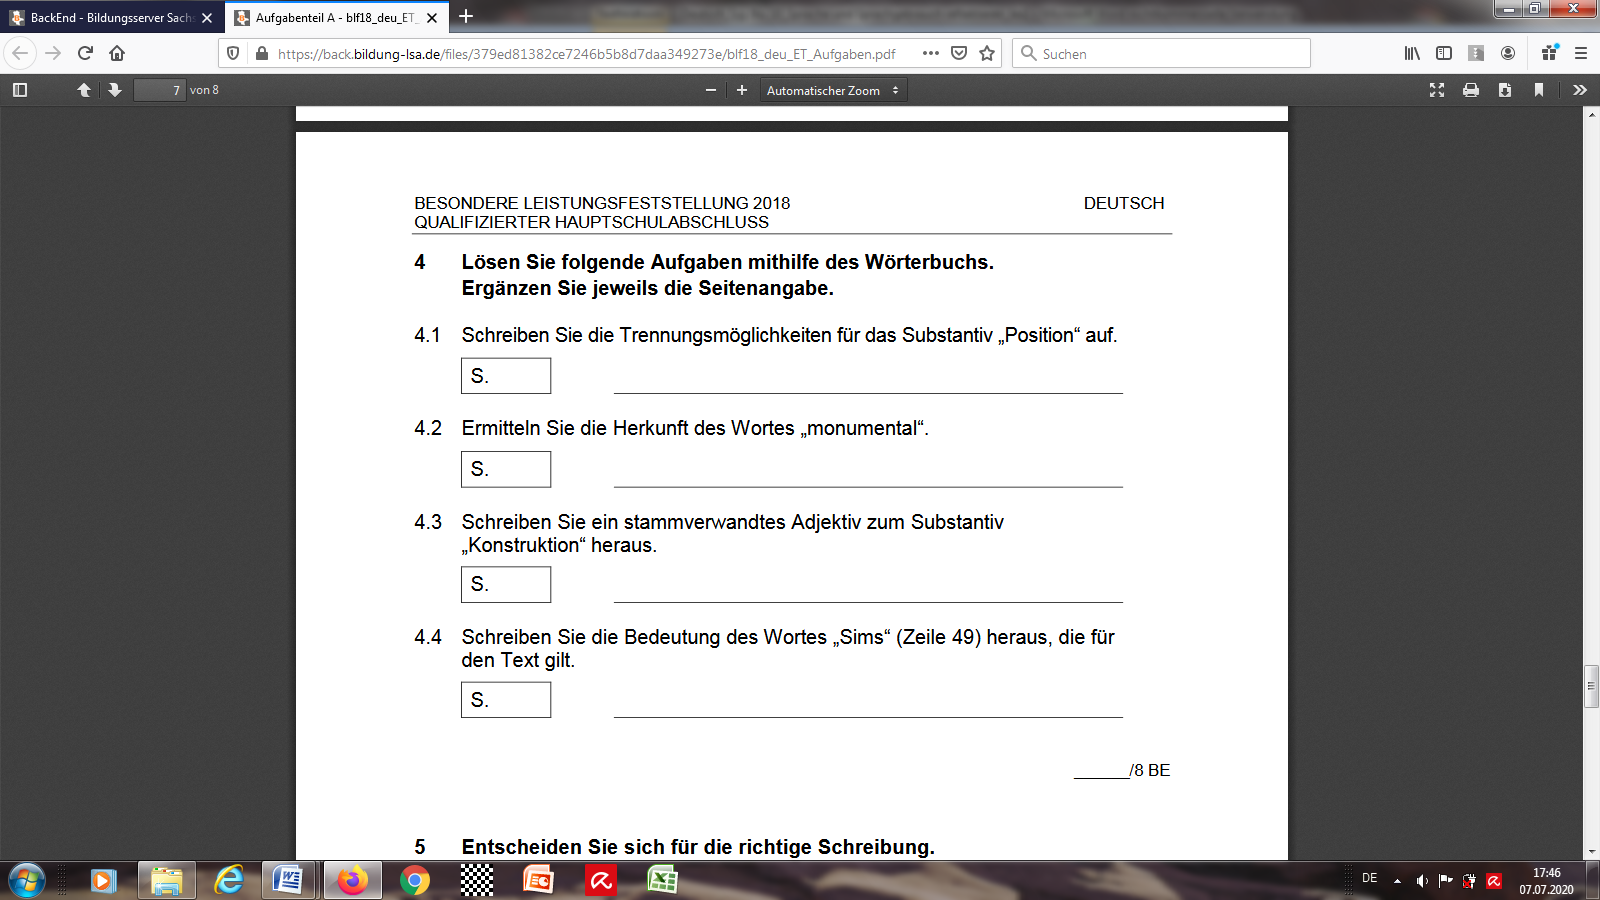 BackEnd - Bildungsserver Sachs
Aufgabenteil A - blf18_deu_ET_
https://back.bildung-lsa.de/files/379ed81382ce7246b5b8d7daa349273e/blf18_deu_ET_Aufgaben.pdf
Suchen
7 von 8
Automatischer Zoom
BESONDERE LEISTUNGSFESTSTELLUNG 2018 DEUTSCH
QUALIFIZIERTER HAUPTSCHULABSCHLUSS
4 Lösen Sie folgende Aufgaben mithilfe des Wörterbuchs.
Ergänzen Sie jeweils die Seitenangabe.
4.1 Schreiben Sie die Trennungsmöglichkeiten für das Substantiv „Position“ auf.
S.
4.2 Ermitteln Sie die Herkunft des Wortes „monumental“.
S.
4.3 Schreiben Sie ein stammverwandtes Adjektiv zum Substantiv
„Konstruktion“ heraus.
S.
4.4 Schreiben Sie die Bedeutung des Wortes „Sims“ (Zeile 49) heraus, die für
den Text gilt.
S.
______/8 BE
5 Entscheiden Sie sich für die richtige Schreibung.
DE
17:46
07.07.2020